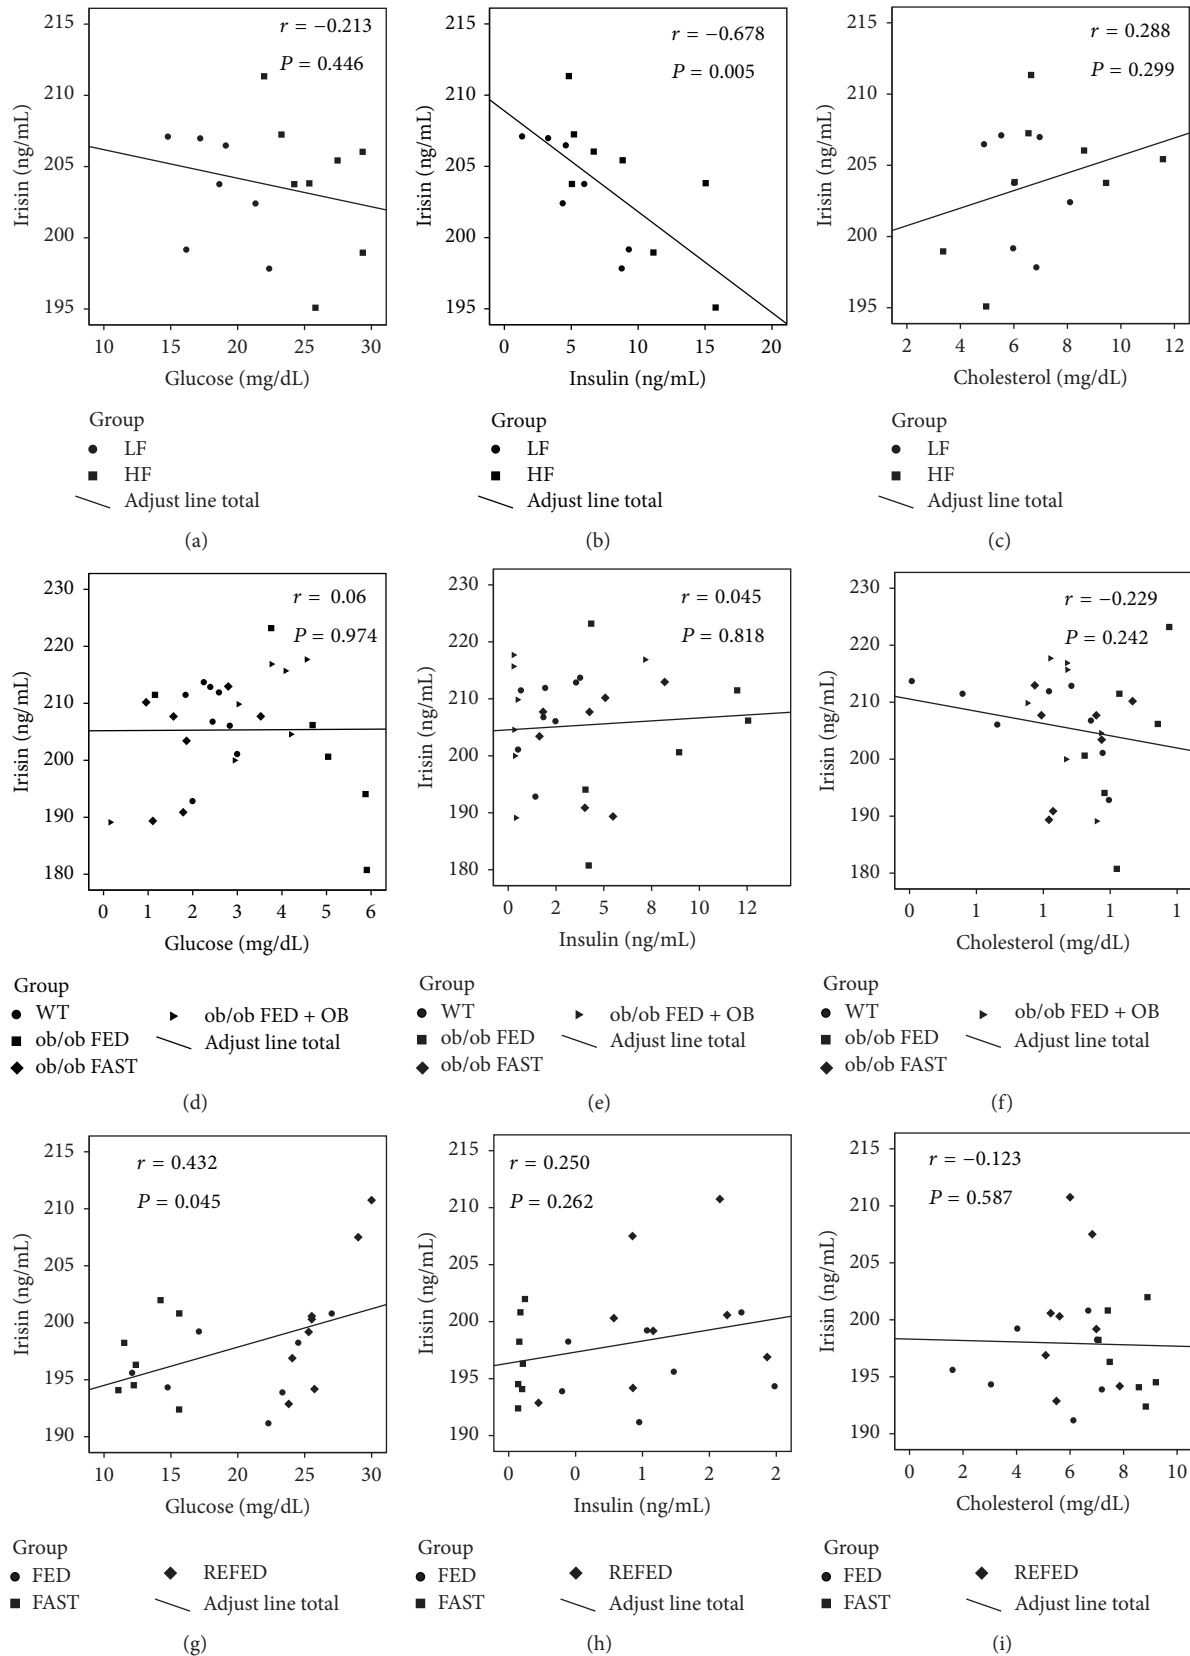 215
210
205
200
195
Irisin (ng/mL)
r = −0.213
P = 0.446
10 15 20 25 30
Glucose (mg/dL)
Group
LF
HF
Adjust line total
(a)
215
210
205
200
195
Irisin (ng/mL)
r = −0.678
P = 0.005
0 5 10 15 20
Insulin (ng/mL)
Group
LF
HF
Adjust line total
(b)
215
210
205
200
195
Irisin (ng/mL)
r = 0.288
P = 0.299
2 4 6 8 10 12
Cholesterol (mg/dL)
Group
LF
HF
Adjust line total
(c)
230
220
210
200
190
180
Irisin (ng/mL)
r = 0.06
P = 0.974
0 1 2 3 4 5 6
Glucose (mg/dL)
Group
WT
ob/ob FED
ob/ob FAST
ob/ob FED + OB
Adjust line total
(d)
230
220
210
200
190
180
Irisin (ng/mL)
r = 0.045
P = 0.818
0 2 5 8 10 12
Insulin (ng/mL)
Group
WT
ob/ob FED
ob/ob FAST
ob/ob FED + OB
Adjust line total
(e)
230
220
210
200
190
180
Irisin (ng/mL)
r = −0.229
P = 0.242
0 1 1 1 1
Cholesterol (mg/dL)
Group
WT
ob/ob FED
ob/ob FAST
ob/ob FED + OB
Adjust line total
(f)
215
210
205
200
195
190
Irisin (ng/mL)
r = 0.432
P = 0.045
10 15 20 25 30
Glucose (mg/dL)
Group
FED
FAST
REFED
Adjust line total
(g)
215
210
205
200
195
190
Irisin (ng/mL)
r = 0.250
P = 0.262
0 0 1 2 2
Insulin (ng/mL)
Group
FED
FAST
REFED
Adjust line total
(h)
215
210
205
200
195
190
Irisin (ng/mL)
r = −0.123
P = 0.587
0 2 4 6 8 10
Cholesterol (mg/dL)
Group
FED
FAST
REFED
Adjust line total
(i)